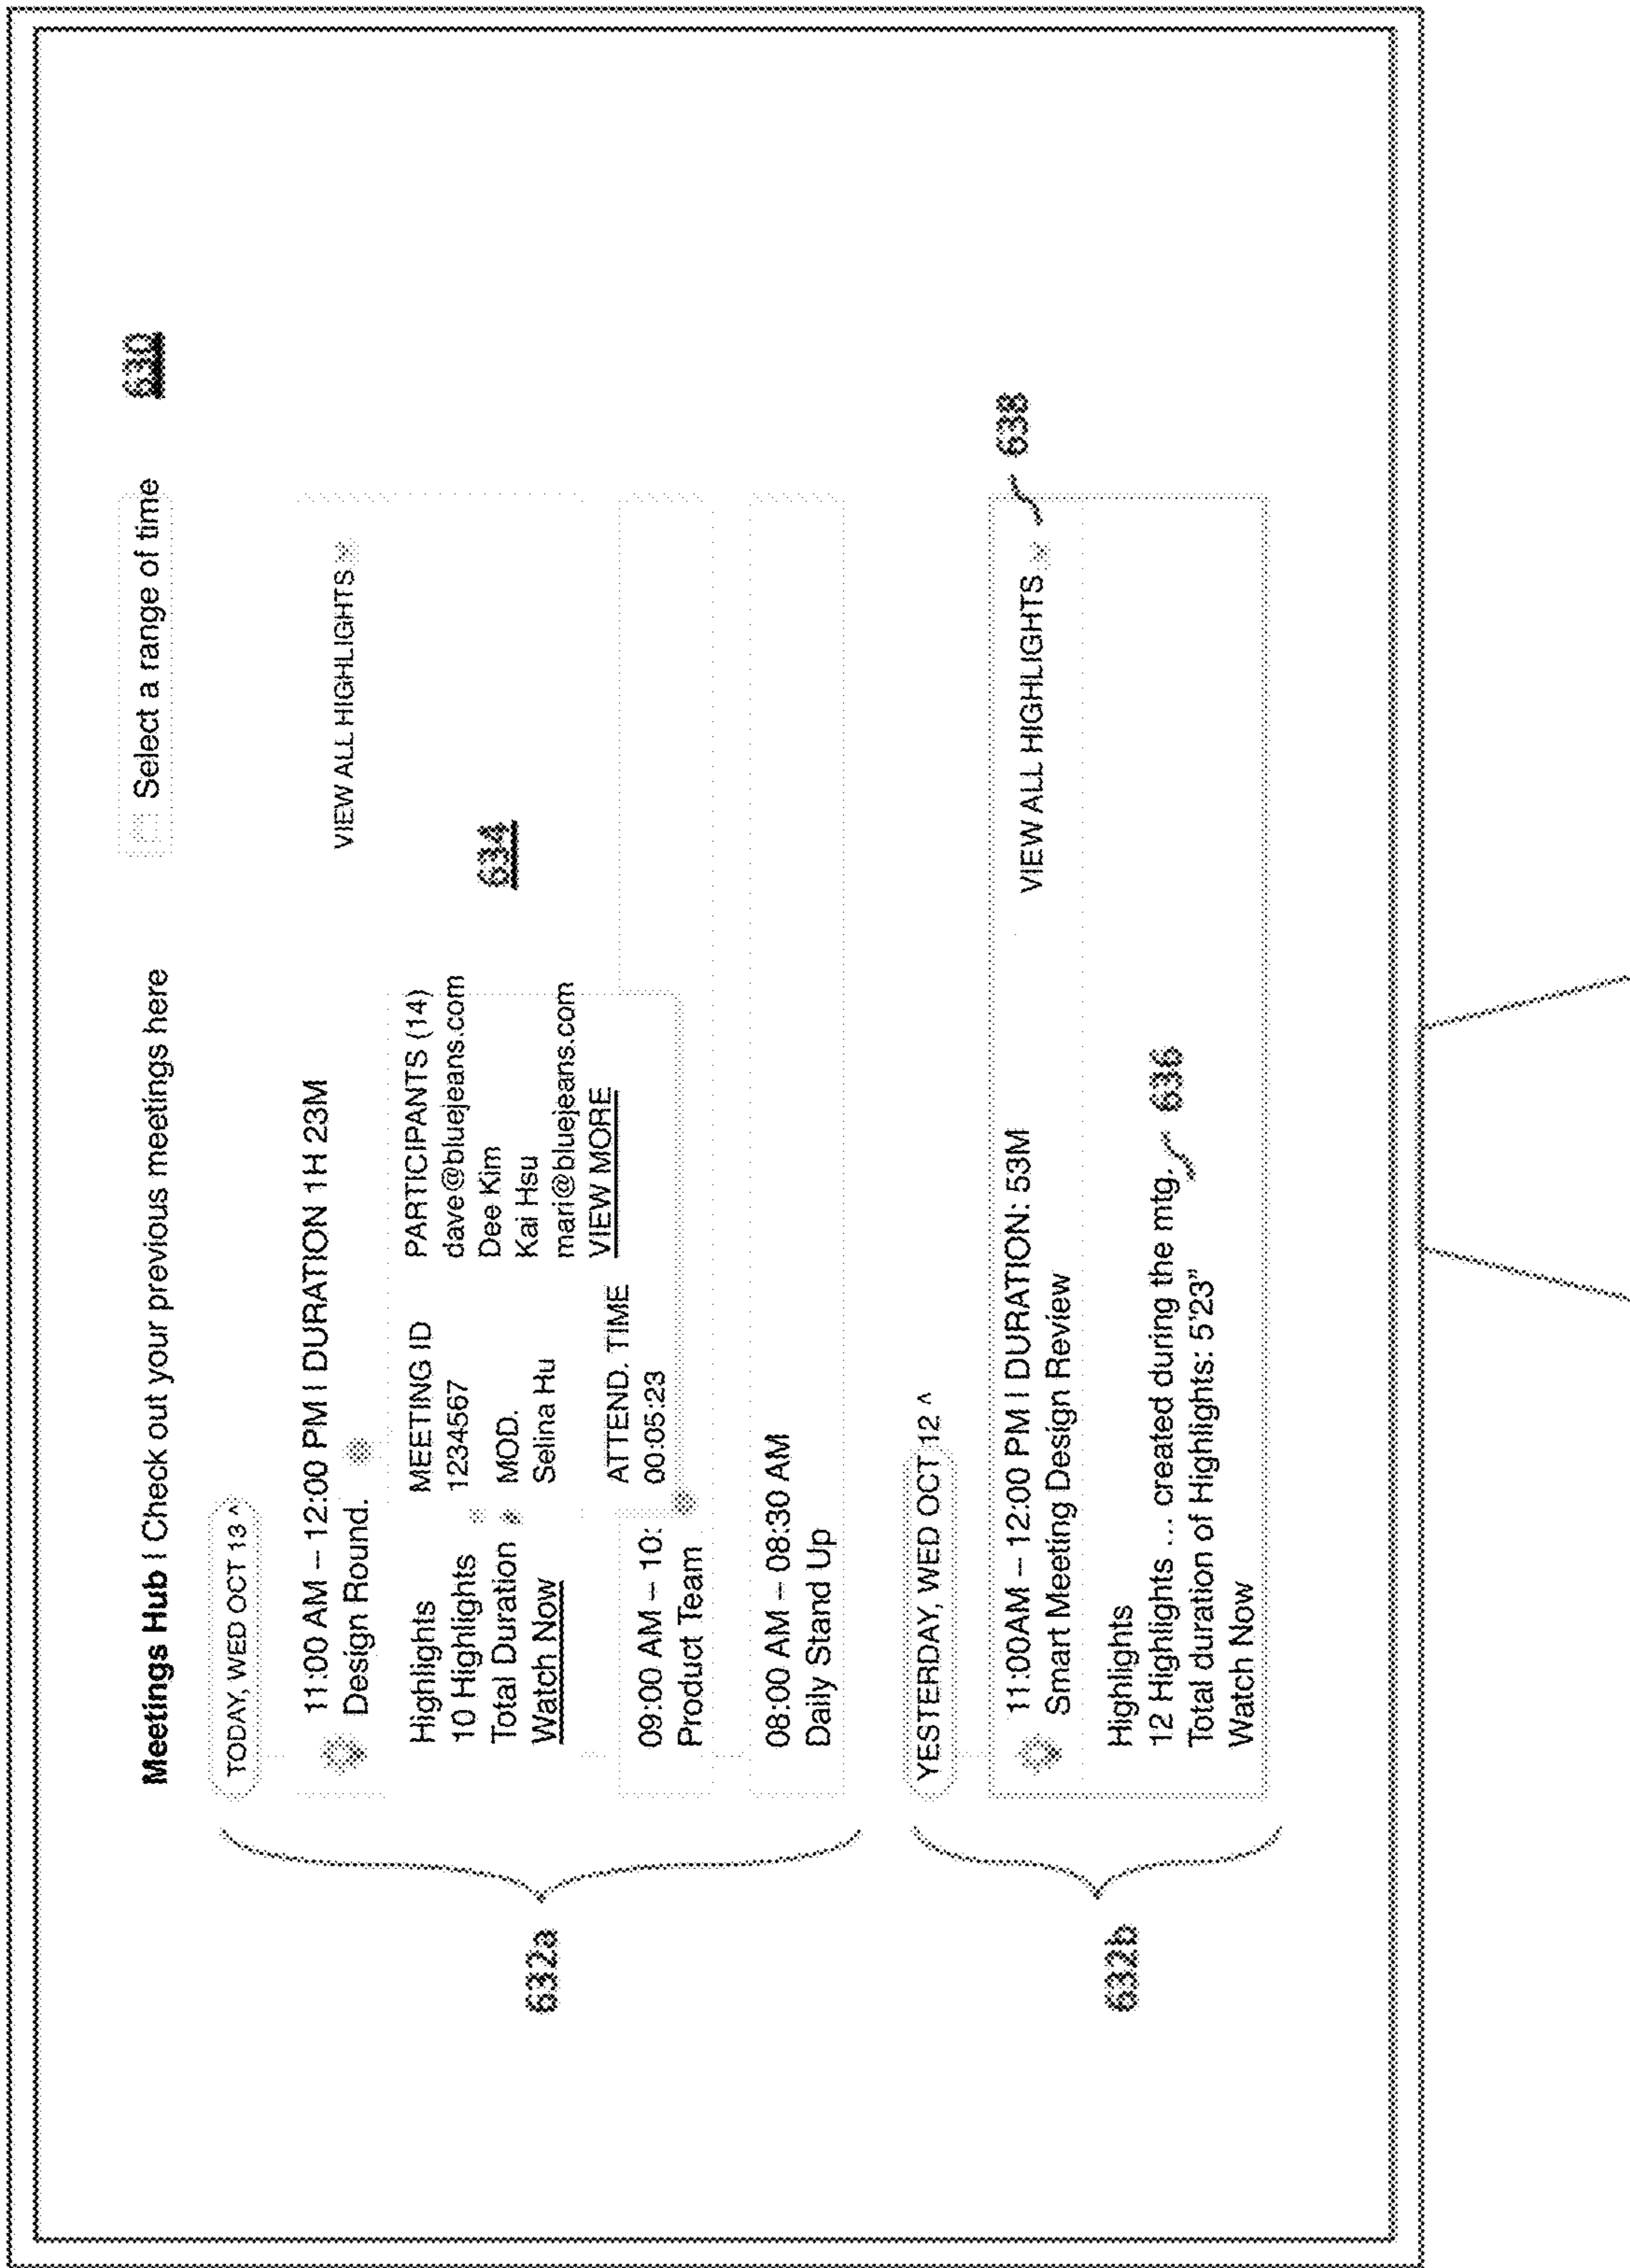 Meetings Hub | Check out your previous meetings here
Select a range of time
630
TODAY, WED OCT 13 ^
11:00 AM – 12:00 PM | DURATION 1H 23M
Design Round.
VIEW ALL HIGHLIGHTS
Highlights
10 Highlights
Total Duration
Watch Now
MEETING ID
1234567
MOD.
Selina Hu
ATTEND. TIME
00:05:23
PARTICIPANTS (14)
dave@bluejeans.com
Dee Kim
Kai Hsu
mari@bluejeans.com
VIEW MORE
634
09:00 AM – 10:
Product Team
08:00 AM – 08:30 AM
Daily Stand Up
632a
YESTERDAY, WED OCT 12 ^
11:00AM – 12:00 PM | DURATION: 53M
Smart Meeting Design Review
VIEW ALL HIGHLIGHTS
638
Highlights
12 Highlights ... created during the mtg.
636
Total duration of Highlights: 5'23”
Watch Now
632b